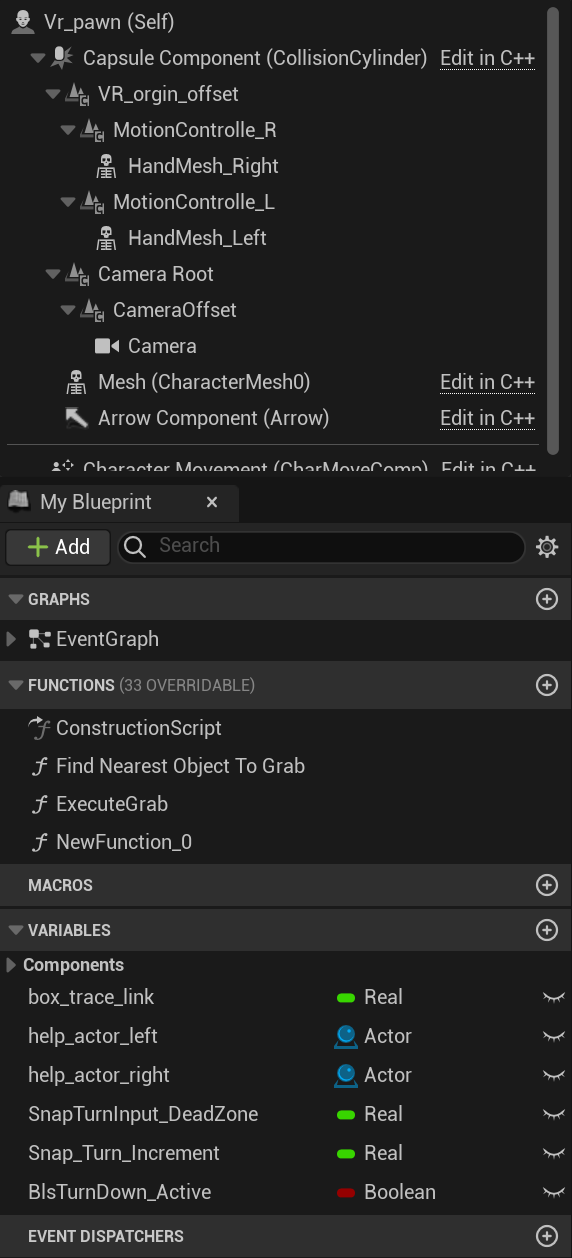 Vr_pawn (Self)
Capsule Component (CollisionCylinder) Edit in C++
VR_orgin_offset
MotionControlle_R
HandMesh_Right
MotionControlle_L
HandMesh_Left
Camera Root
CameraOffset
Camera
Mesh (CharacterMesh0) Edit in C++
Arrow Component (Arrow) Edit in C++
Character Movement (CharMoveComp) Edit in C++
My Blueprint
Add Search
GRAPHS
EventGraph
FUNCTIONS (33 OVERRIDABLE)
ConstructionScript
Find Nearest Object To Grab
ExecuteGrab
NewFunction_0
MACROS
VARIABLES
Components
box_trace_link Real
help_actor_left Actor
help_actor_right Actor
SnapTurnInput_DeadZone Real
Snap_Turn_Increment Real
BlsTurnDown_Active Boolean
EVENT DISPATCHERS